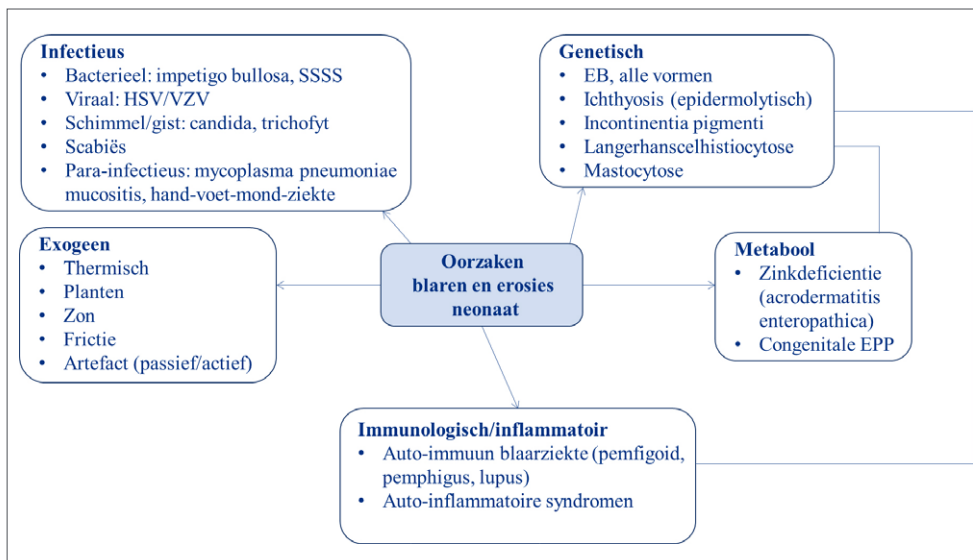 Infectieus
• Bacterieel: impetigo bullosa, SSSS
• Viraal: HSV/VZV
• Schimmel/gist: candida, trichofyt
• Scabiës
• Para-infectieus: mycoplasma pneumoniae
mucositis, hand-voet-mond-ziekte
Genetisch
• EB, alle vormen
• Ichthyosis (epidermolytisch)
• Incontinentia pigmenti
• Langerhanscelhistiocytose
• Mastocytose
Exogeen
• Thermisch
• Planten
• Zon
• Frictie
• Artefact (passief/actief)
Oorzaken
blaren en erosies
neonaat
Metabool
• Zinkdeficientie
(acrodermatitis
enteropathica)
• Congenitale EPP
Immunologisch/inflammatoir
• Auto-immuun blaarziekte (pemfigoid,
pemphigus, lupus)
• Auto-inflammatoire syndromen